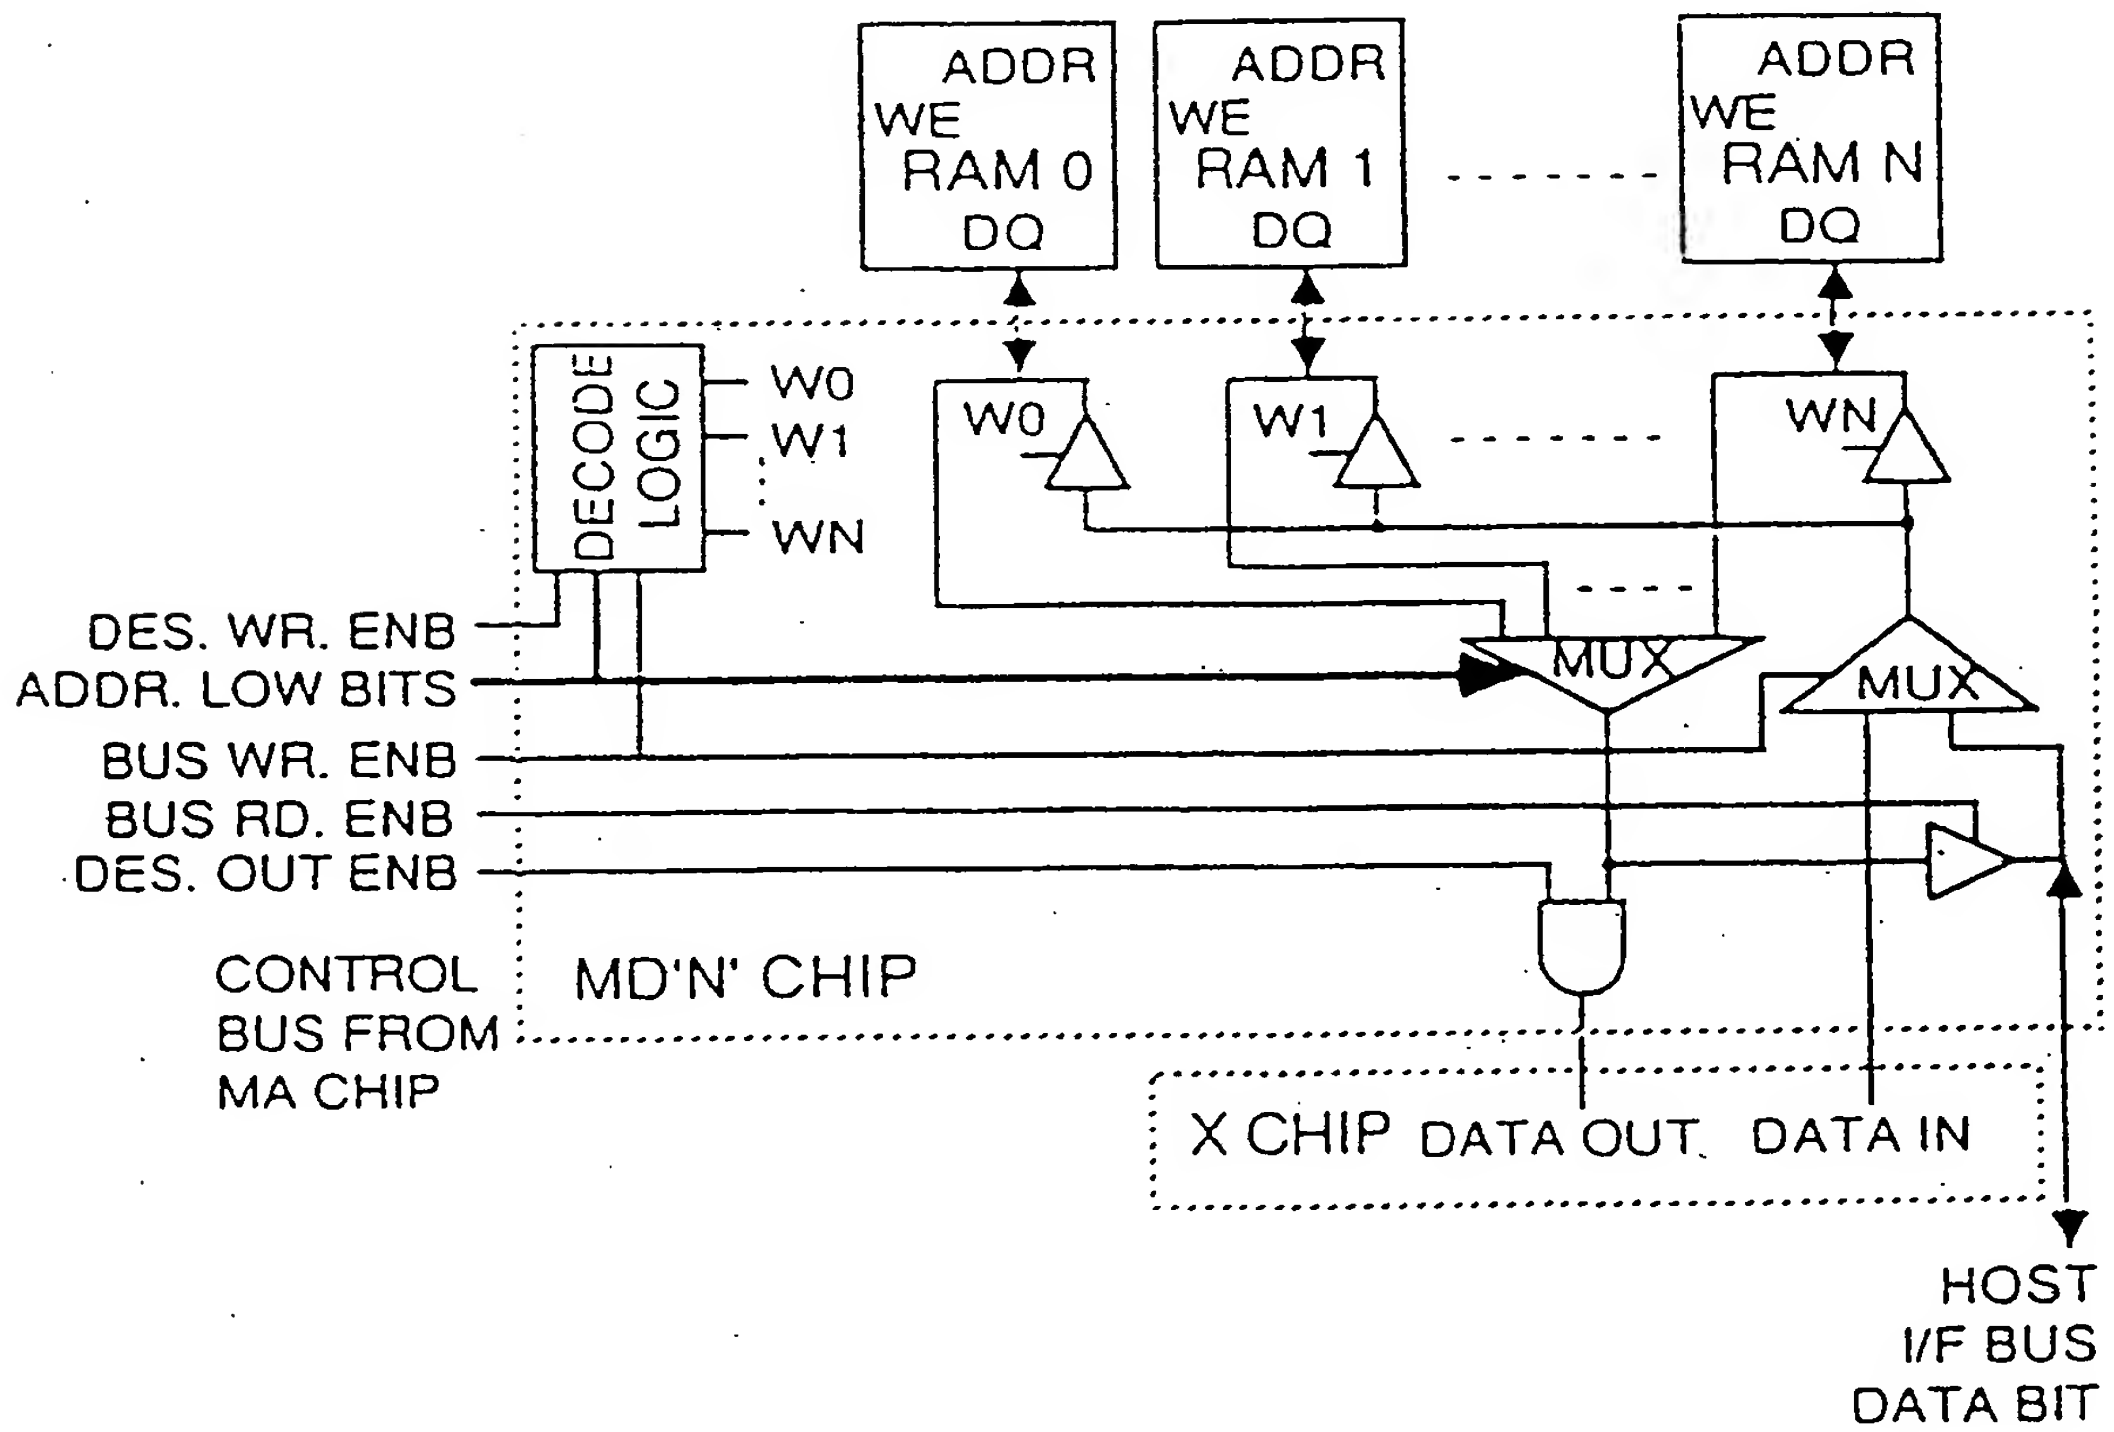 ADDR
WE
RAM 0
DQ
ADDR
WE
RAM 1
DQ
ADDR
WE
RAM N
DQ
DECODE
LOGIC
W0
W1
WN
W0
W1
WN
DES. WR. ENB
ADDR. LOW BITS
BUS WR. ENB
BUS RD. ENB
DES. OUT ENB
MUX
MUX
CONTROL
BUS FROM
MA CHIP
MD'N' CHIP
X CHIP
DATA OUT
DATA IN
HOST
I/F BUS
DATA BIT